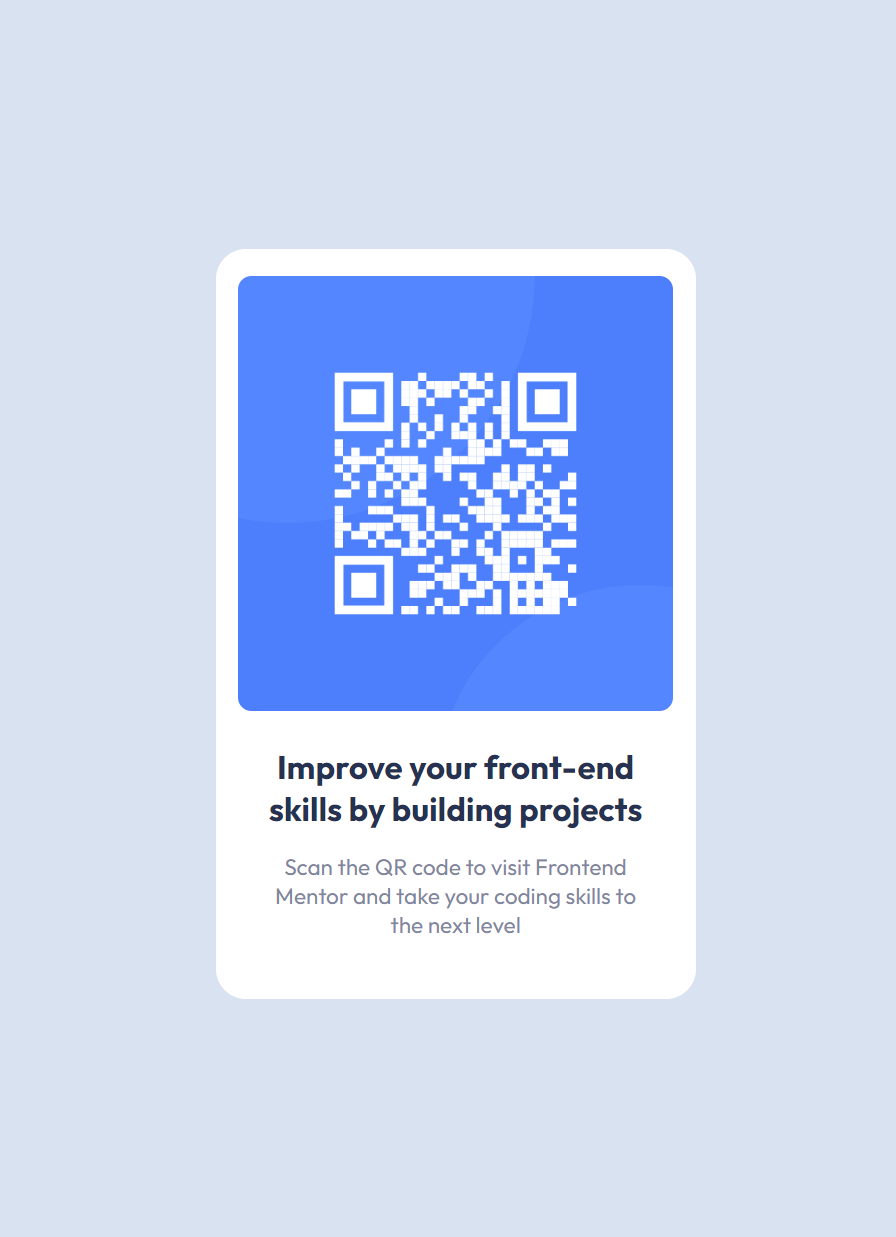 Improve your front-end
skills by building projects
Scan the QR code to visit Frontend
Mentor and take your coding skills to
the next level